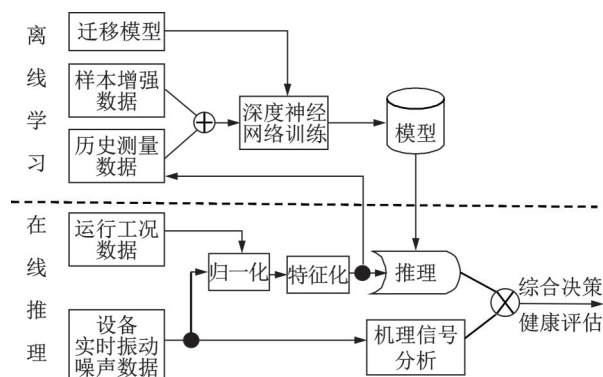 离线学习
迁移模型
样本增强
数据
历史测量
数据
深度神经
网络训练
模型
在线推理
运行工况
数据
归一化
特征化
推理
设备
实时振动
噪声数据
机理信号
分析
综合决策
健康评估